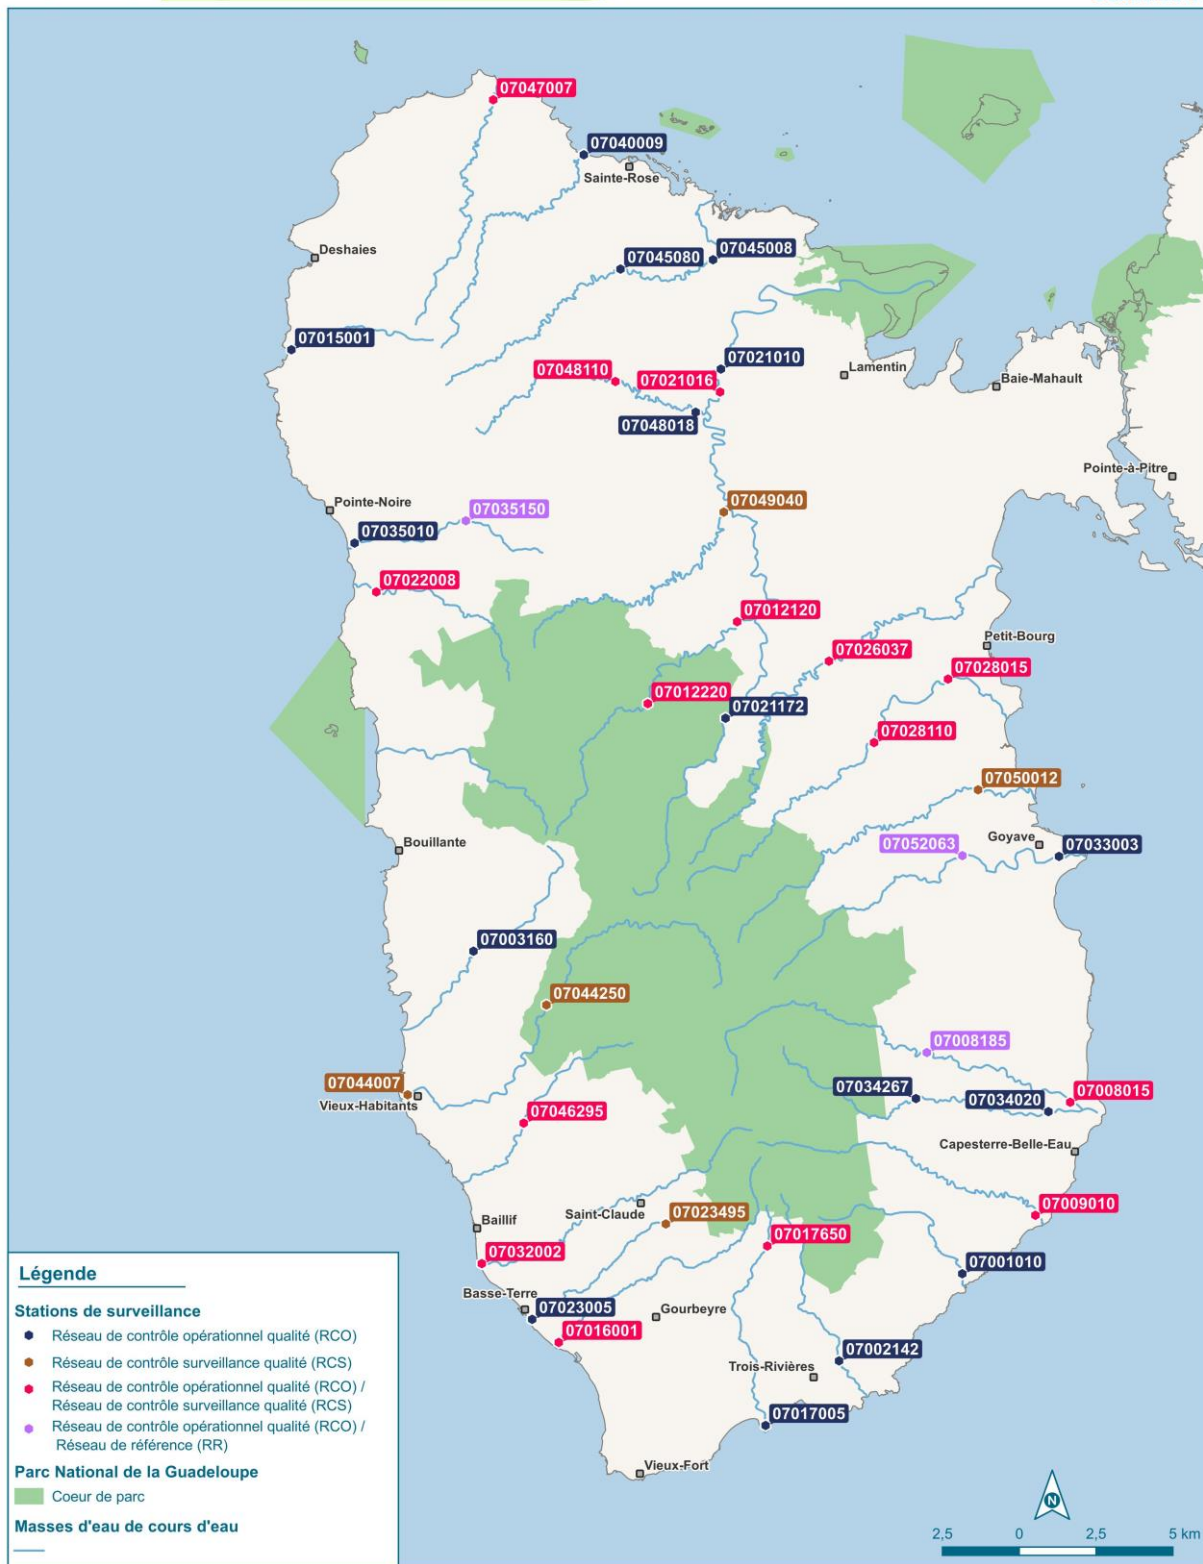 07047007
07040009
Sainte-Rose
07045008
07045080
Deshaies
07015001
07021010
Lamentin
07048110
07021016
Baie-Mahault
07048018
Pointe-à-Pitre
Pointe-Noire
07035150
07049040
07035010
07022008
07012120
Petit-Bourg
07026037
07028015
07012220
07021172
07028110
07050012
Bouillante
07052063
Goyave
07033003
07003160
07044250
07008185
07044007
Vieux-Habitants
07034267
07008015
07034020
07046295
Capesterre-Belle-Eau
Saint-Claude
07023495
07009010
Baillif
07017650
07032002
07001010
Basse-Terre
07023005
Gourbeyre
07016001
07002142
Trois-Rivières
07017005
Vieux-Fort
Légende
Stations de surveillance
Réseau de contrôle opérationnel qualité (RCO)
Réseau de contrôle surveillance qualité (RCS)
Réseau de contrôle opérationnel qualité (RCO) /
Réseau de contrôle surveillance qualité (RCS)
Réseau de contrôle opérationnel qualité (RCO) /
Réseau de référence (RR)
Parc National de la Guadeloupe
Coeur de parc
Masses d'eau de cours d'eau
N
2,5 0 2,5 5 km